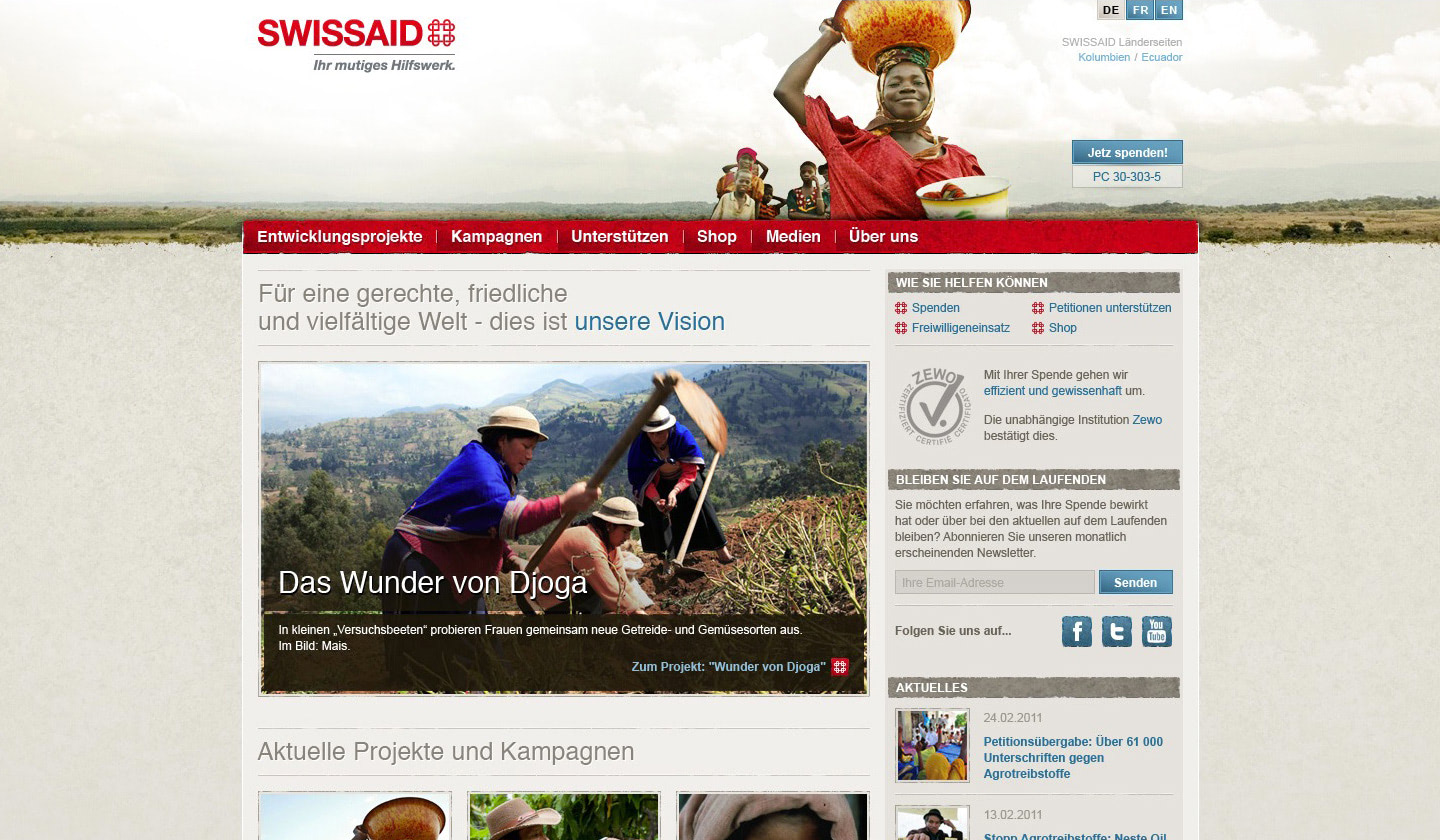 SWISSAID
Ihr mutiges Hilfswerk.
DE FR EN
SWISSAID Länderseiten
Kolumbien / Ecuador
Jetz spenden!
PC 30-303-5
Entwicklungsprojekte Kampagnen Unterstützen Shop Medien Über uns
Für eine gerechte, friedliche
und vielfältige Welt - dies ist unsere Vision
Das Wunder von Djoga
In kleinen „Versuchsbeeten“ probieren Frauen gemeinsam neue Getreide- und Gemüsesorten aus.
Im Bild: Mais.
Zum Projekt: "Wunder von Djoga"
Aktuelle Projekte und Kampagnen
WIE SIE HELFEN KÖNNEN
Spenden Petitionen unterstützen
Freiwilligeneinsatz Shop
ZEWO
ZERTIFIZIERT CERTIFIÉ CERTIFICATO
Mit Ihrer Spende gehen wir
effizient und gewissenhaft um.
Die unabhängige Institution Zewo
bestätigt dies.
BLEIBEN SIE AUF DEM LAUFENDEN
Sie möchten erfahren, was Ihre Spende bewirkt
hat oder über bei den aktuellen auf dem Laufenden
bleiben? Abonnieren Sie unseren monatlich
erscheinenden Newsletter.
Ihre Email-Adresse Senden
Folgen Sie uns auf...
f t You Tube
AKTUELLES
24.02.2011
Petitionsübergabe: Über 61 000
Unterschriften gegen
Agrotreibstoffe
13.02.2011
Stopp Agrotreibstoffe: Neste Oil